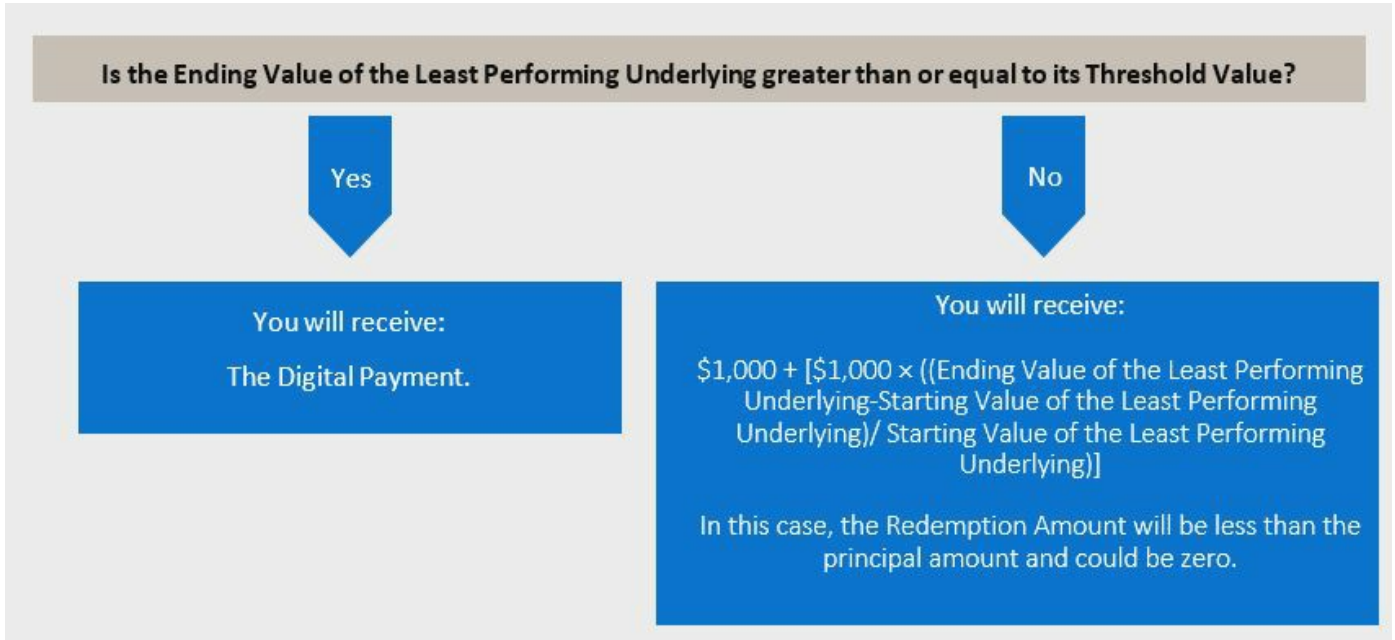 Is the Ending Value of the Least Performing Underlying greater than or equal to its Threshold Value?
Yes
No
You will receive:
The Digital Payment.
You will receive:
$1,000 + [$1,000 × ((Ending Value of the Least Performing
Underlying-Starting Value of the Least Performing
Underlying)/ Starting Value of the Least Performing
Underlying)]
In this case, the Redemption Amount will be less than the
principal amount and could be zero.